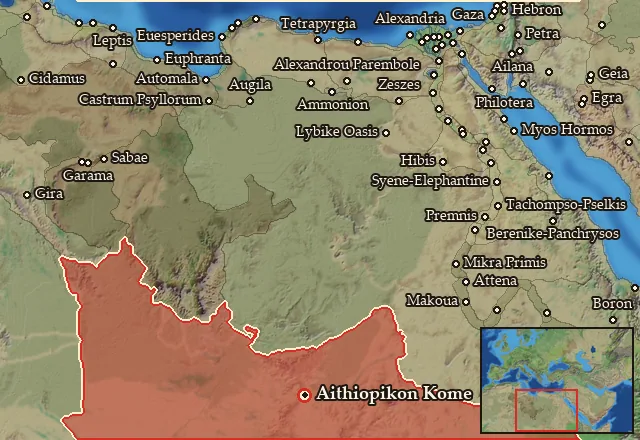 Hebron
Gaza
Alexandria
Tetrapyrgia
Petra
Euesperides
Leptis
Euphranta
Alexandrou Parembole
Ailana
Geia
Cidamus
Automala
Augila
Zeszes
Egra
Castrum Psyllorum
Ammonion
Philotera
Lybike Oasis
Myos Hormos
Sabae
Hibis
Garama
Syene-Elephantine
Gira
Tachompso-Pselkis
Premnis
Berenike-Panchrysos
Mikra Primis
Attena
Makoua
Boron
Aithiopikon Kome